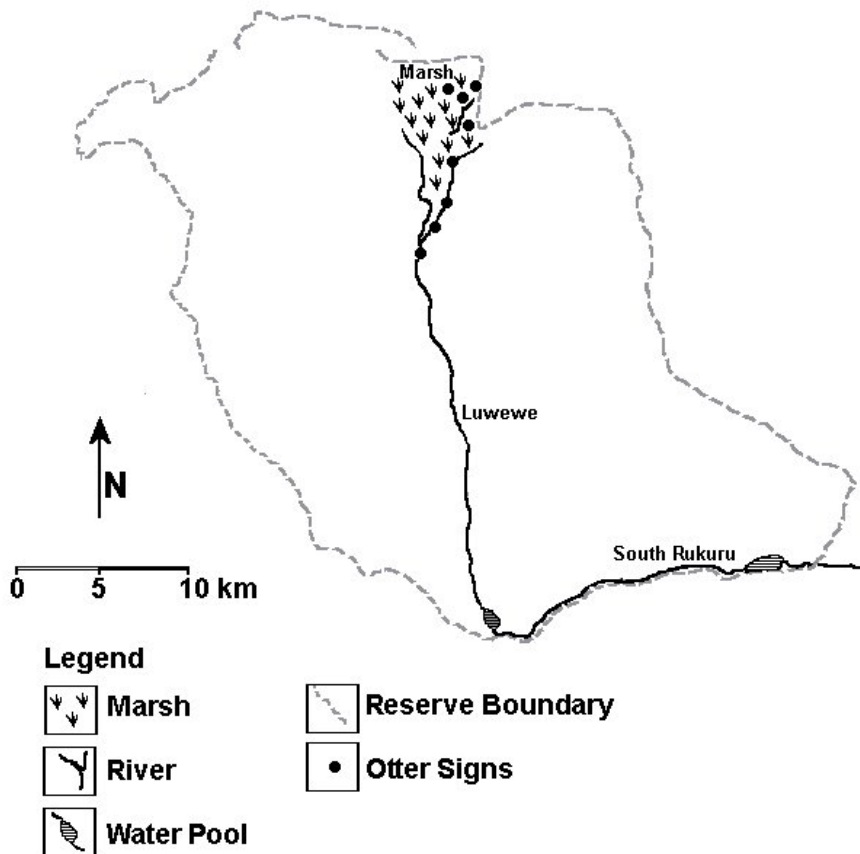 Marsh
Luwewe
N
South Rukuru
0 5 10 km
Legend
Marsh
Reserve Boundary
River
Otter Signs
Water Pool